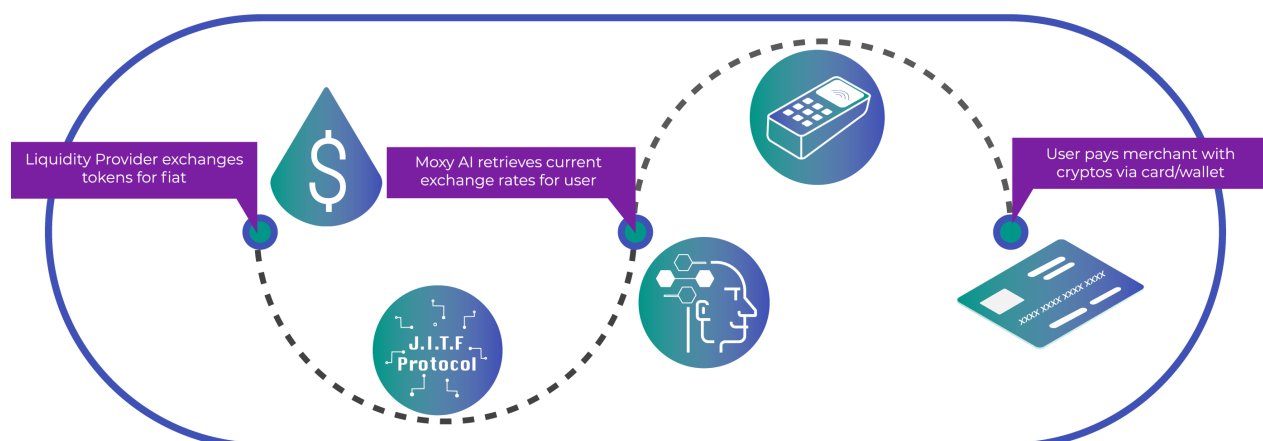 Liquidity Provider exchanges
tokens for fiat
$
Moxy AI retrieves current
exchange rates for user
User pays merchant with
cryptos via card/wallet
J.I.T.F
Protocol
XXXX XXXX XXXX XXXX